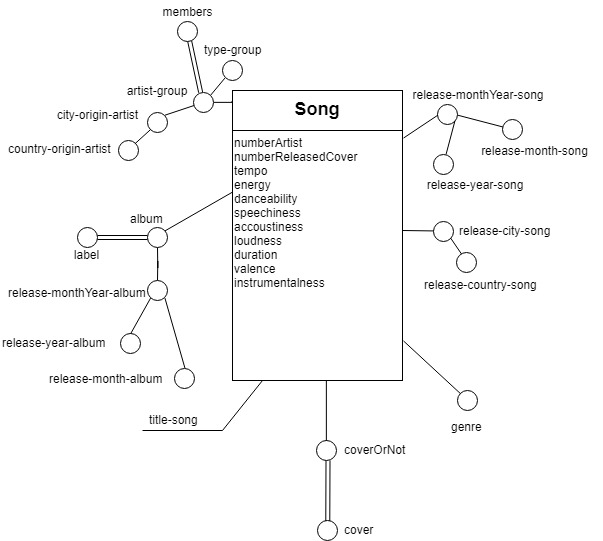 members
type-group
artist-group
city-origin-artist
country-origin-artist
Song
numberArtist
numberReleasedCover
tempo
energy
danceability
speechiness
accoustiness
loudness
duration
valence
instrumentalness
release-monthYear-song
release-month-song
release-year-song
album
label
release-city-song
release-country-song
release-monthYear-album
release-year-album
release-month-album
title-song
genre
coverOrNot
cover